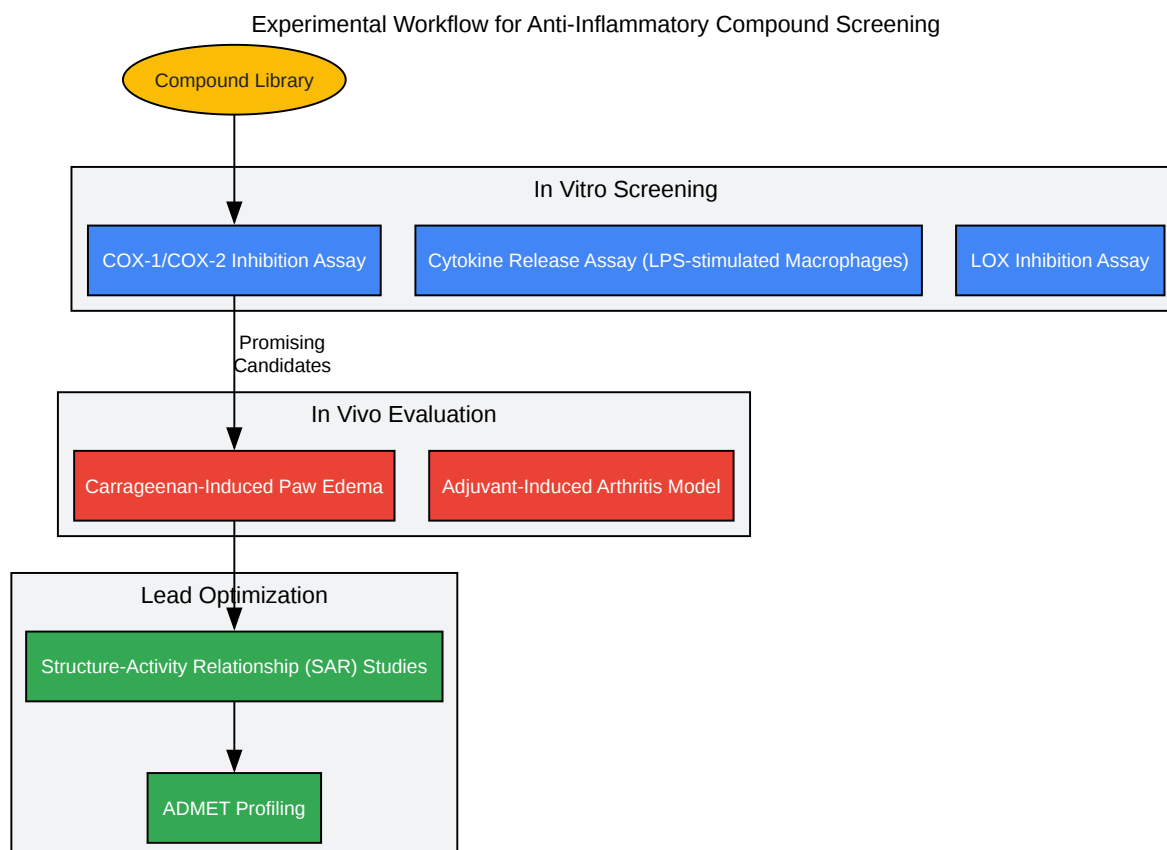 Experimental Workflow for Anti-Inflammatory Compound Screening
Compound Library
In Vitro Screening
COX-1/COX-2 Inhibition Assay
Cytokine Release Assay (LPS-stimulated Macrophages)
LOX Inhibition Assay
Promising
Candidates
In Vivo Evaluation
Carrageenan-Induced Paw Edema
Adjuvant-Induced Arthritis Model
Lead Optimization
Structure-Activity Relationship (SAR) Studies
ADMET Profiling